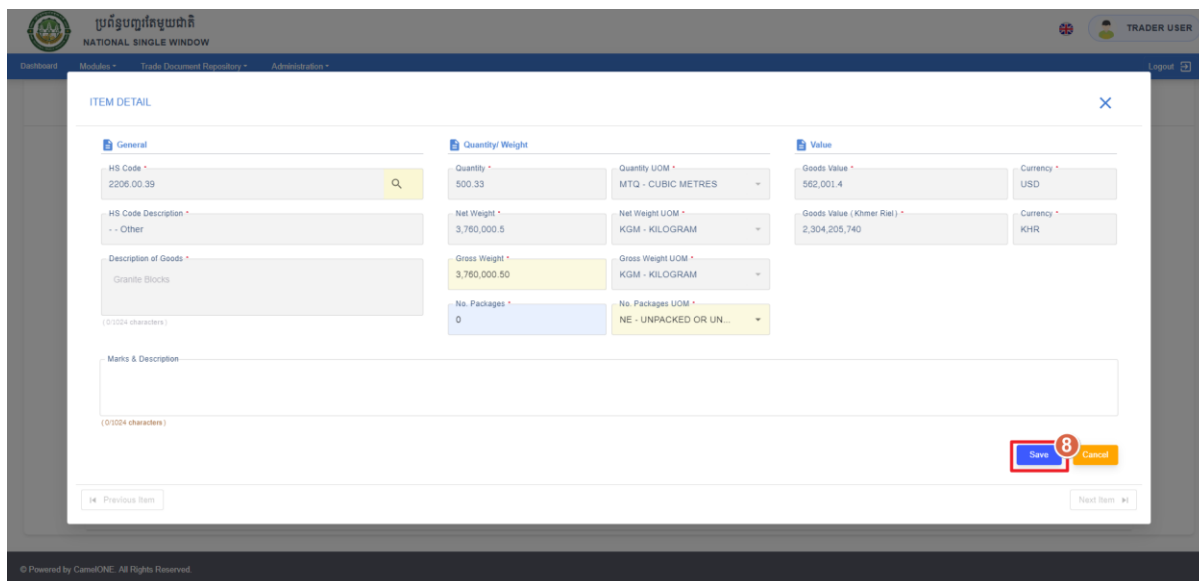 ប្រព័ន្ធបញ្ជរតែមួយជាតិ
NATIONAL SINGLE WINDOW
TRADER USER
Dashboard Modules Trade Document Repository Administration Logout
ITEM DETAIL
General Quantity/ Weight Value
HS Code * Quantity * Quantity UOM * Goods Value * Currency *
2206.00.39 500.33 MTQ - CUBIC METRES 562,001.4 USD
HS Code Description * Net Weight * Net Weight UOM * Goods Value (Khmer Riel) * Currency *
- - Other 3,760,000.5 KGM - KILOGRAM 2,304,205,740 KHR
Description of Goods * Gross Weight * Gross Weight UOM *
Granite Blocks 3,760,000.50 KGM - KILOGRAM
No. Packages * No. Packages UOM *
(0/1024 characters) 0 NE - UNPACKED OR UN...
Marks & Description
(0/1024 characters)
8
Save Cancel
Previous Item Next Item
© Powered by CamelONE. All Rights Reserved.